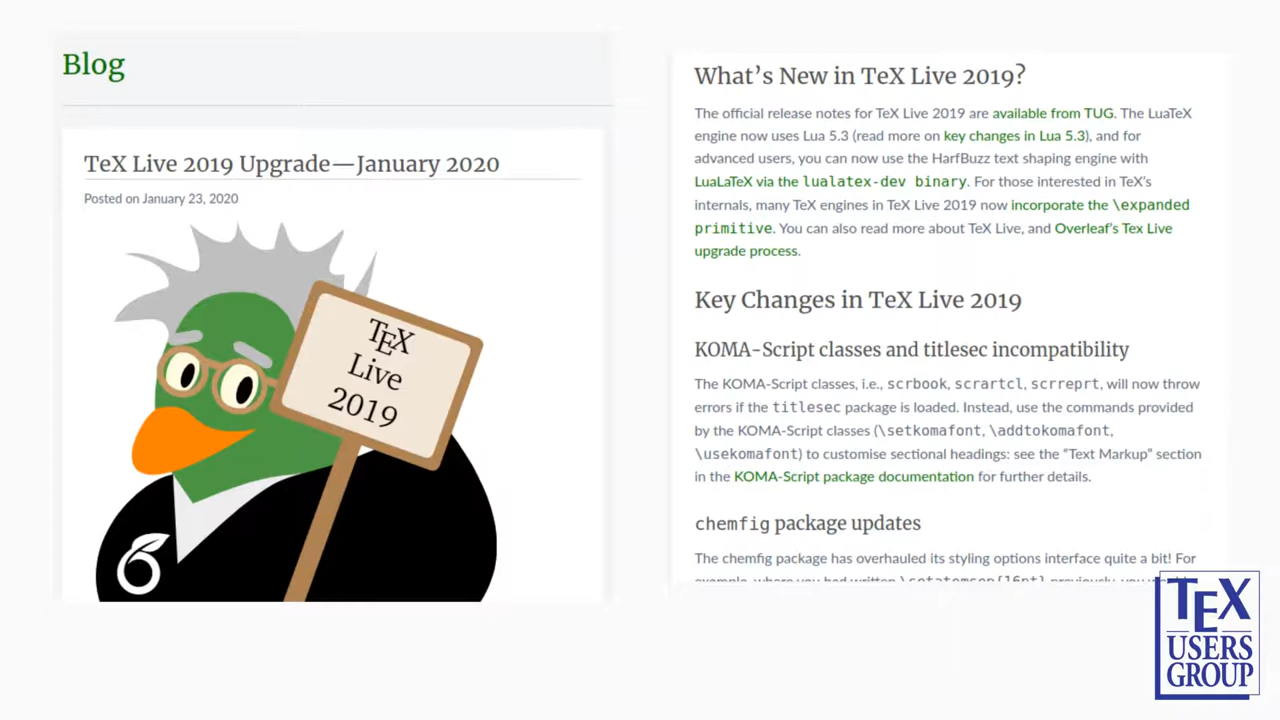 Blog
TeX Live 2019 Upgrade—January 2020
Posted on January 23, 2020
TEX
Live
2019
What's New in TeX Live 2019?
The official release notes for TeX Live 2019 are available from TUG. The LuaTeX
engine now uses Lua 5.3 (read more on key changes in Lua 5.3), and for
advanced users, you can now use the HarfBuzz text shaping engine with
LuaLaTeX via the lualatex-dev binary. For those interested in TeX's
internals, many TeX engines in TeX Live 2019 now incorporate the \expanded
primitive. You can also read more about TeX Live, and Overleaf's Tex Live
upgrade process.
Key Changes in TeX Live 2019
KOMA-Script classes and titlesec incompatibility
The KOMA-Script classes, i.e., scrbook, scrartcl, scrreprt, will now throw
errors if the titlesec package is loaded. Instead, use the commands provided
by the KOMA-Script classes (\setkomafont, \addtokomafont,
\usekomafont) to customise sectional headings: see the “Text Markup” section
in the KOMA-Script package documentation for further details.
chemfig package updates
The chemfig package has overhauled its styling options interface quite a bit! For
example, where you had written \setatomsep{16pt} previously, you
TEX
USERS
GROUP